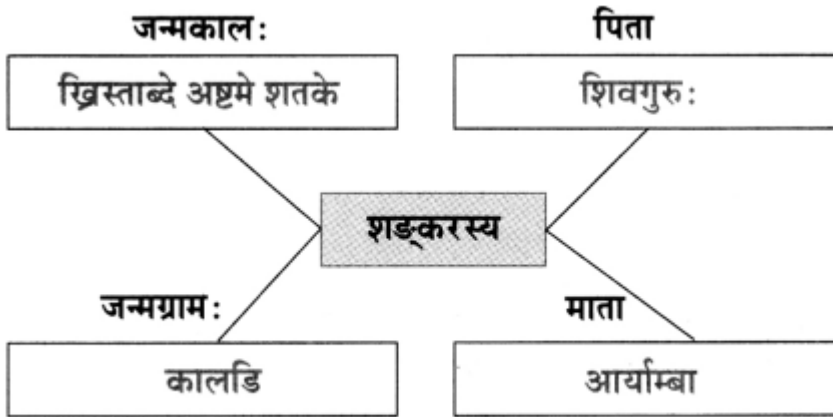 जन्मकालः
पिता
ख्रिस्ताब्दे अष्टमे शतके
शिवगुरुः
शङ्करस्य
जन्मग्रामः
माता
कालडि
आर्याम्बा